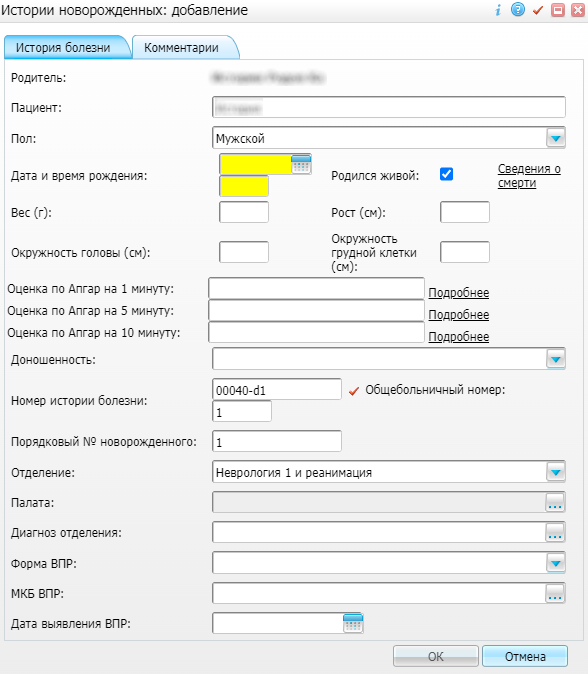 Истории новорожденных: добавление
История болезни
Комментарии
Родитель:
Пациент:
Пол:
Мужской
Дата и время рождения:
Родился живой:
Сведения о
смерти
Вес (г):
Рост (см):
Окружность головы (см):
Окружность
грудной клетки
(см):
Оценка по Апгар на 1 минуту:
Подробнее
Оценка по Апгар на 5 минуту:
Подробнее
Оценка по Апгар на 10 минуту:
Подробнее
Доношенность:
Номер истории болезни:
00040-d1
Общебольничный номер:
1
Порядковый № новорожденного:
1
Отделение:
Неврология 1 и реанимация
Палата:
Диагноз отделения:
Форма ВПР:
МКБ ВПР:
Дата выявления ВПР:
ОК
Отмена